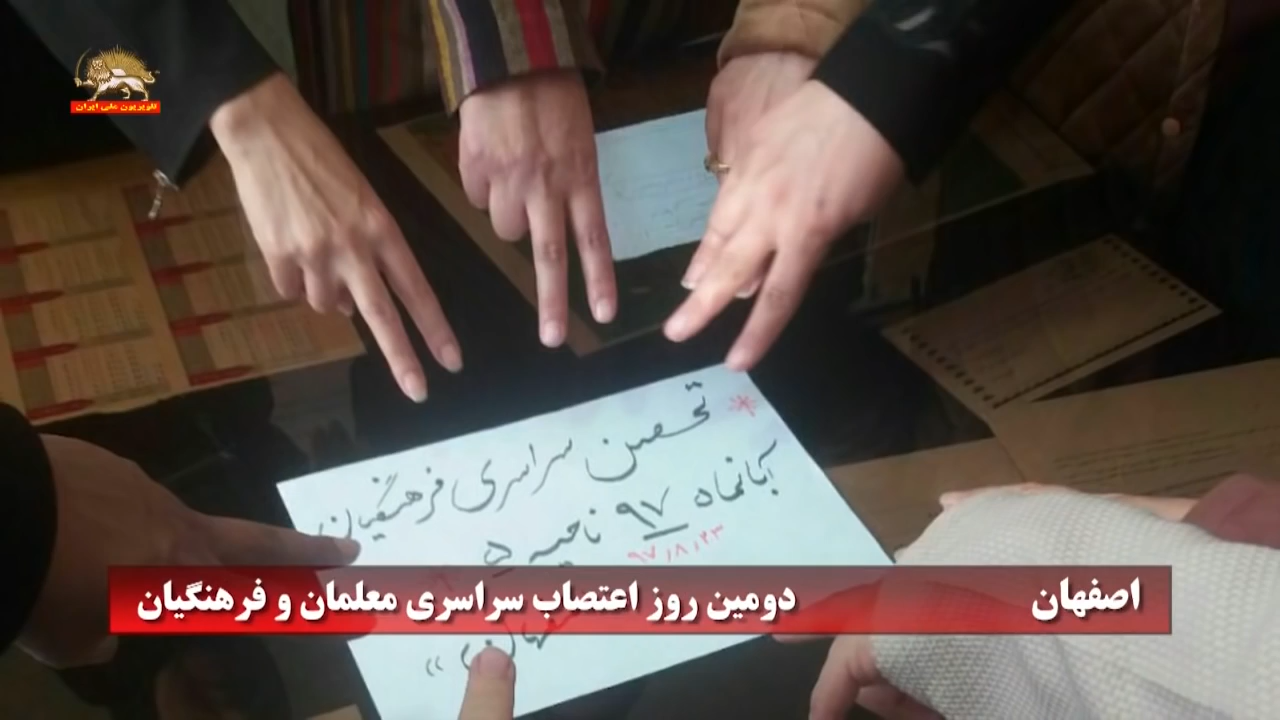 تلویزیون ملی ایران
* تحصن سراسری فرهنگیان
آبانماه ۹۷ ناحیه ۵
۹۷٫۸٫۲۳
اصفهان
دومین روز اعتصاب سراسری معلمان و فرهنگیان